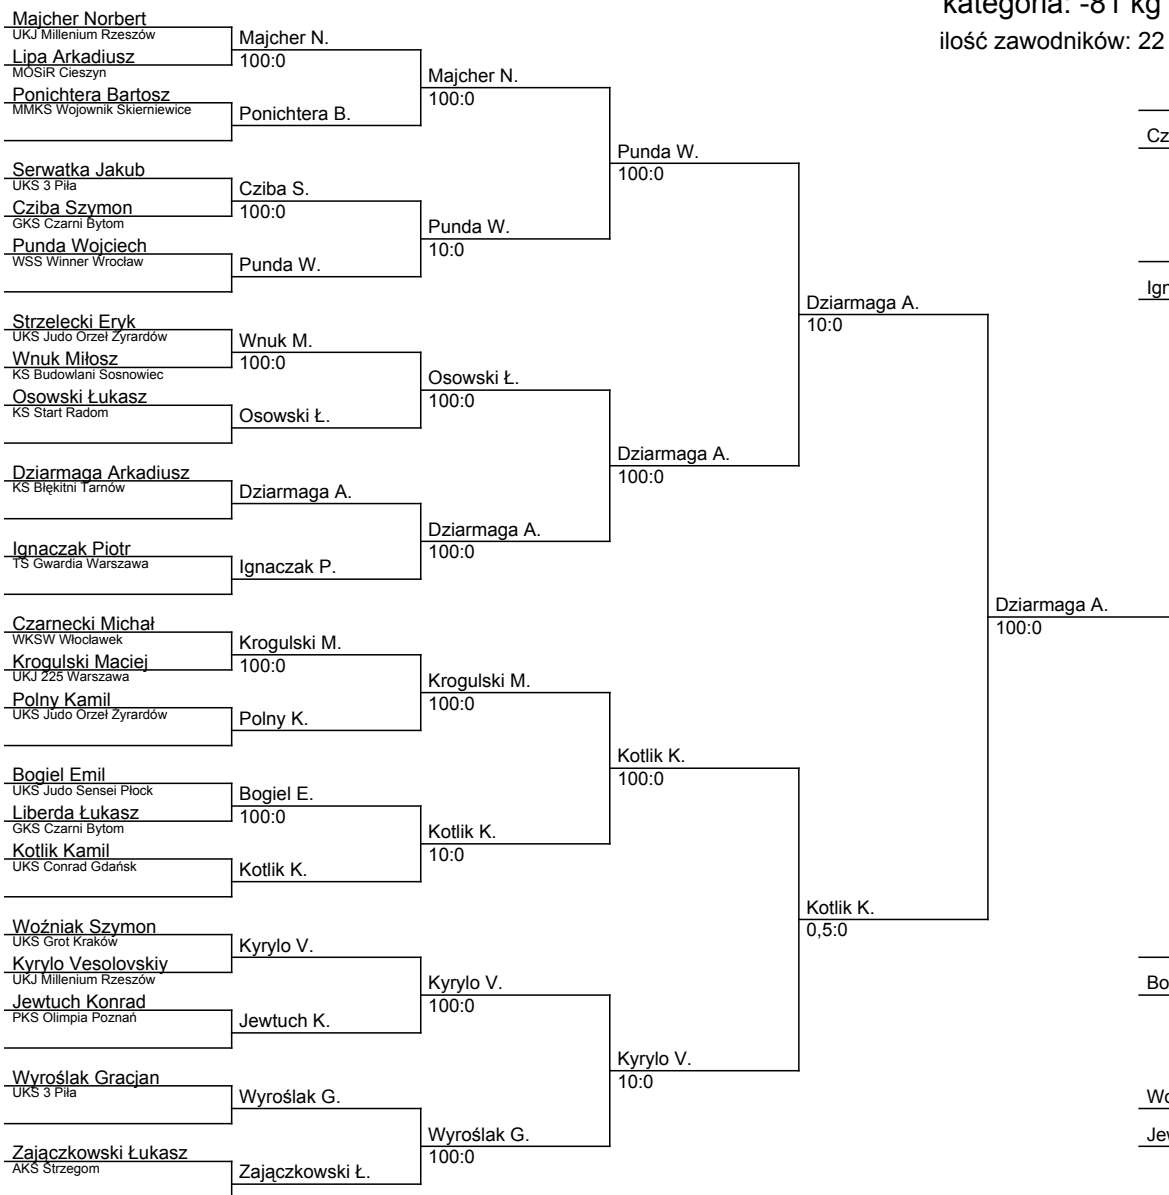 kategoria: -81 kg
ilość zawodników: 22
Majcher Norbert
UKJ Millenium Rzeszów
Lipa Arkadiusz
MOSiR Cieszyn
Ponichtera Bartosz
MMKS Wojownik Skierniewice
Serwatka Jakub
UKS 3 Piła
Cziba Szymon
GKS Czarni Bytom
Punda Wojciech
WSS Winner Wrocław
Strzelecki Eryk
UKS Judo Orzeł Żyrardów
Wnuk Miłosz
KS Budowlani Sosnowiec
Osowski Łukasz
KS Start Radom
Dziarmaga Arkadiusz
KS Błękitni Tarnów
Ignaczak Piotr
TS Gwardia Warszawa
Czarnecki Michał
WKSW Włocławek
Krogulski Maciej
UKJ 225 Warszawa
Polny Kamil
UKS Judo Orzeł Żyrardów
Bogiel Emil
UKS Judo Sensei Płock
Liberda Łukasz
GKS Czarni Bytom
Kotlik Kamil
UKS Conrad Gdańsk
Woźniak Szymon
UKS Grot Kraków
Kyrylo Vesolovskiy
UKJ Millenium Rzeszów
Jewtuch Konrad
PKS Olimpia Poznań
Wyroślak Gracjan
UKS 3 Piła
Zajączkowski Łukasz
AKS Strzegom
Majcher N.
100:0
Ponichtera B.
Cziba S.
100:0
Punda W.
Wnuk M.
100:0
Osowski Ł.
Dziarmaga A.
Ignaczak P.
Krogulski M.
100:0
Polny K.
Bogiel E.
100:0
Kotlik K.
Kyrylo V.
Jewtuch K.
Wyroślak G.
Zajączkowski Ł.
Majcher N.
100:0
Punda W.
10:0
Osowski Ł.
100:0
Dziarmaga A.
100:0
Krogulski M.
100:0
Kotlik K.
10:0
Kyrylo V.
100:0
Wyroślak G.
100:0
Punda W.
100:0
Dziarmaga A.
100:0
Kotlik K.
100:0
Kyrylo V.
10:0
Dziarmaga A.
10:0
Kotlik K.
0,5:0
Dziarmaga A.
100:0
Cz
Ign
Bo
Wo
Jew